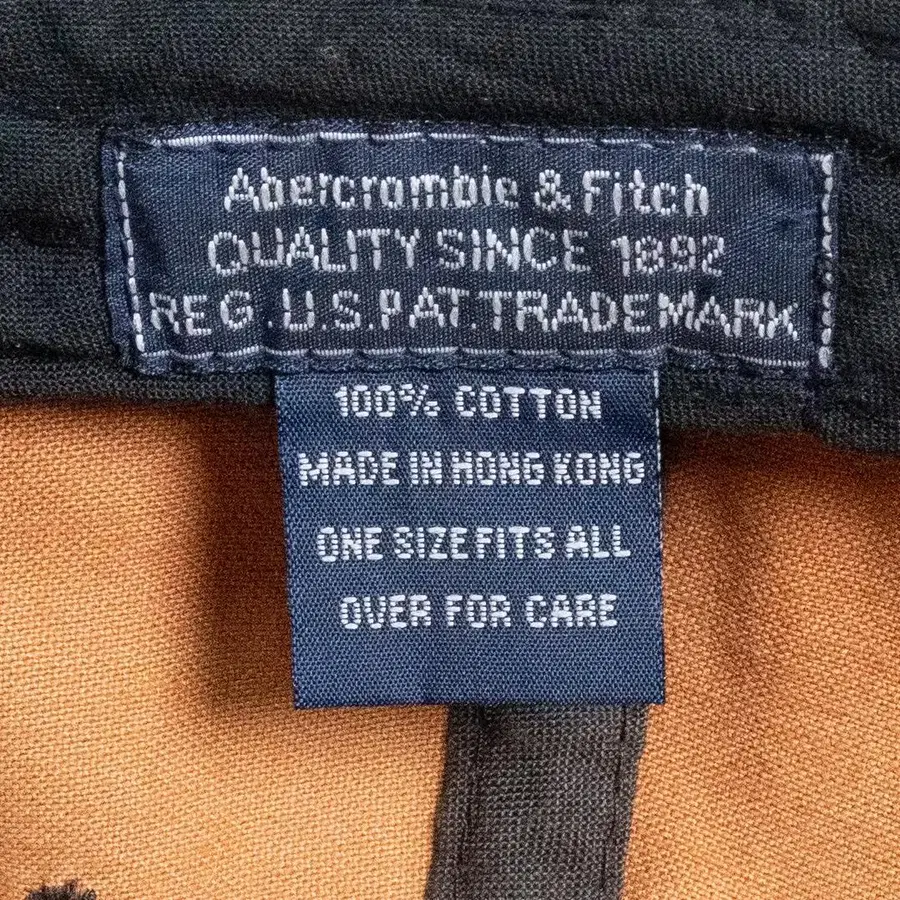 Abercrombie & Fitch
QUALITY SINCE 1892
REG.U.S.PAT.TRADEMARK
100% COTTON
MADE IN HONG KONG
ONE SIZE FITS ALL
OVER FOR CARE